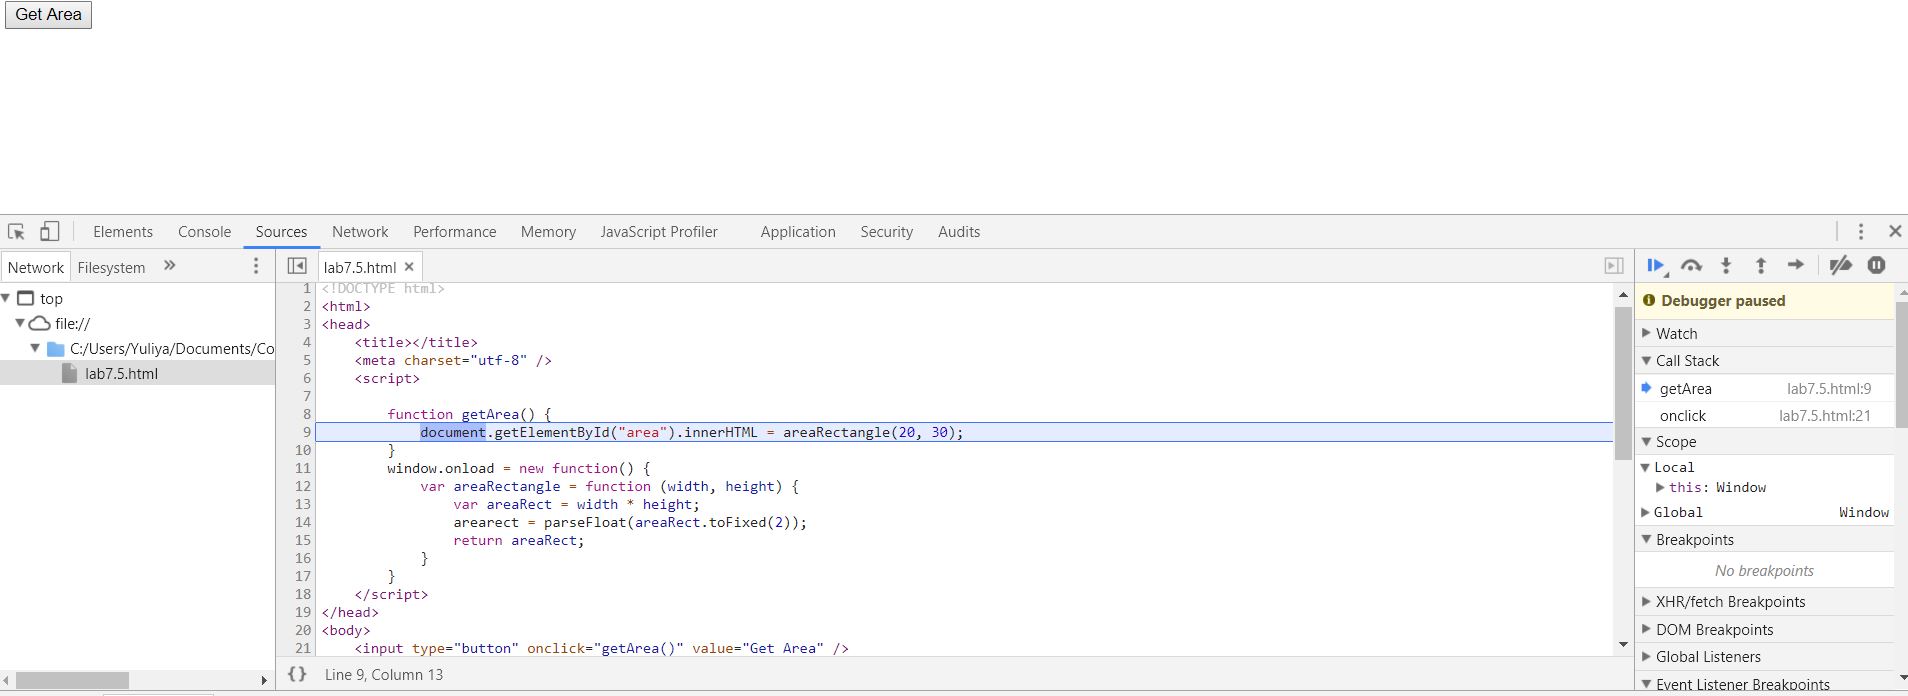 Get Area
Elements Console Sources Network Performance Memory JavaScript Profiler Application Security Audits
Network Filesystem »
lab7.5.html ×
top
file://
C:/Users/Yuliya/Documents/Co
lab7.5.html
1 <!DOCTYPE html>
2 <html>
3 <head>
4 <title></title>
5 <meta charset="utf-8" />
6 <script>
7
8 function getArea() {
9 document.getElementById("area").innerHTML = areaRectangle(20, 30);
10 }
11 window.onload = new function() {
12 var areaRectangle = function (width, height) {
13 var areaRect = width * height;
14 arearect = parseFloat(areaRect.toFixed(2));
15 return areaRect;
16 }
17 }
18 </script>
19 </head>
20 <body>
21 <input type="button" onclick="getArea()" value="Get Area" />
{} Line 9, Column 13
Debugger paused
Watch
Call Stack
getArea lab7.5.html:9
onclick lab7.5.html:21
Scope
Local
this: Window
Global Window
Breakpoints
No breakpoints
XHR/fetch Breakpoints
DOM Breakpoints
Global Listeners
Event Listener Breakpoints